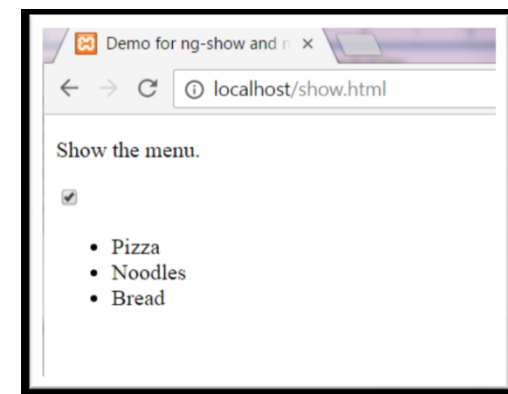 Demo for ng-show and n
localhost/show.html
Show the menu.
Pizza
Noodles
Bread